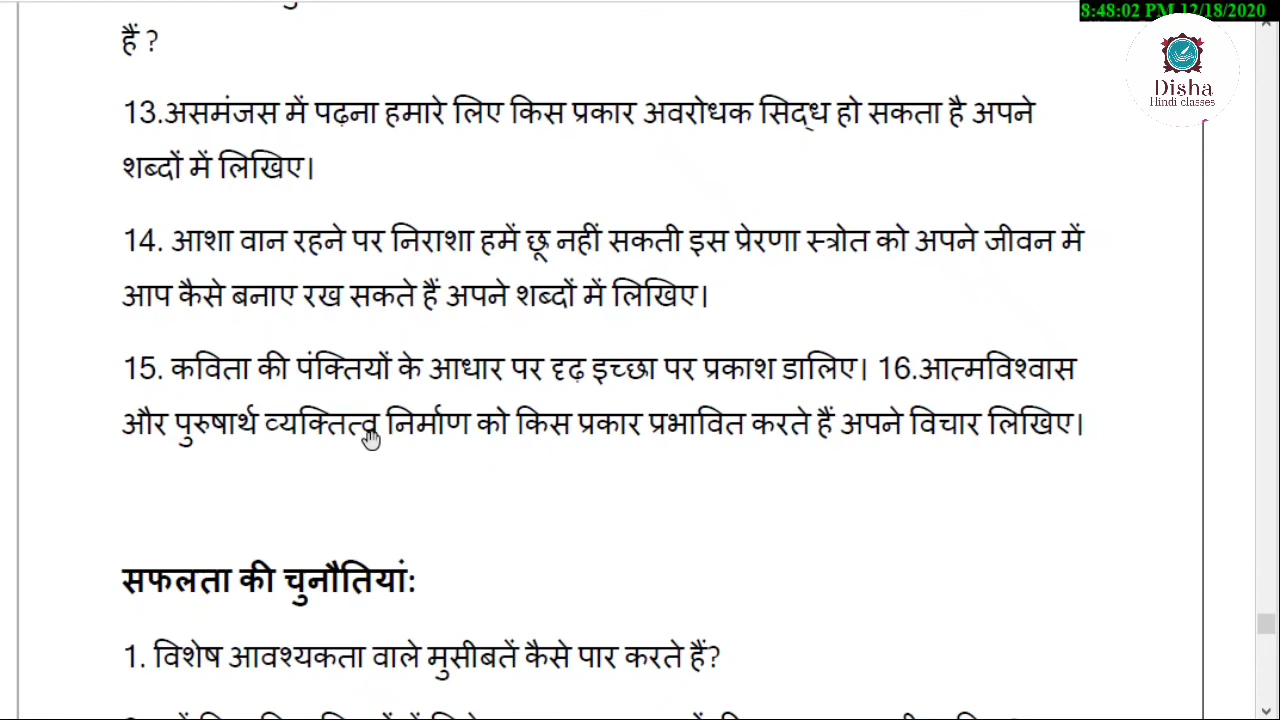 8:48:02 PM 12/18/2020
हैं ?
Disha
Hindi classes
13.असमंजस में पढ़ना हमारे लिए किस प्रकार अवरोधक सिद्ध हो सकता है अपने
शब्दों में लिखिए।
14. आशा वान रहने पर निराशा हमें छू नहीं सकती इस प्रेरणा स्त्रोत को अपने जीवन में
आप कैसे बनाए रख सकते हैं अपने शब्दों में लिखिए।
15. कविता की पंक्तियों के आधार पर दृढ़ इच्छा पर प्रकाश डालिए। 16.आत्मविश्वास
और पुरुषार्थ व्यक्तित्व निर्माण को किस प्रकार प्रभावित करते हैं अपने विचार लिखिए।
सफलता की चुनौतियां:
1. विशेष आवश्यकता वाले मुसीबतें कैसे पार करते हैं?